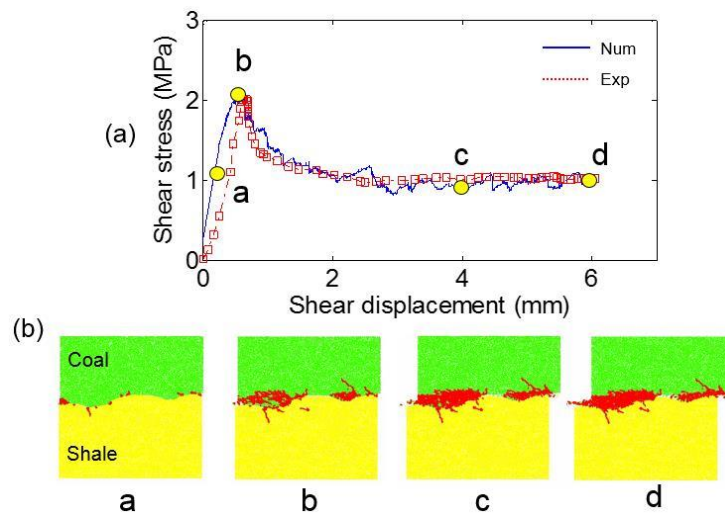 (a)
Shear stress (MPa)
3
2
1
0
b
a
c
d
Num
Exp
0
2
4
6
Shear displacement (mm)
(b)
Coal
Shale
a
b
c
d